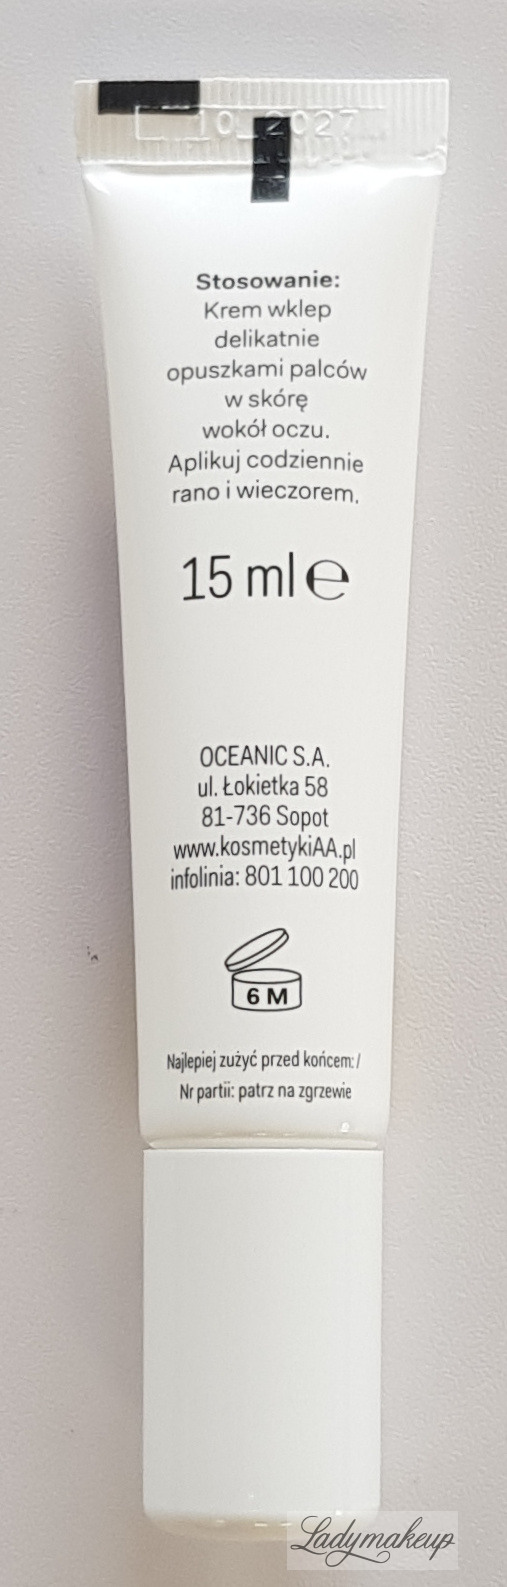 10 2027
Stosowanie:
Krem wklep
delikatnie
opuszkami palców
w skórę
wokół oczu.
Aplikuj codziennie
rano i wieczorem.
15 ml e
OCEANIC S.A.
ul. Łokietka 58
81-736 Sopot
www.kosmetykiAA.pl
infolinia: 801 100 200
6 M
Najlepiej zużyć przed końcem: /
Nr partii: patrz na zgrzewie
Ladymakeup